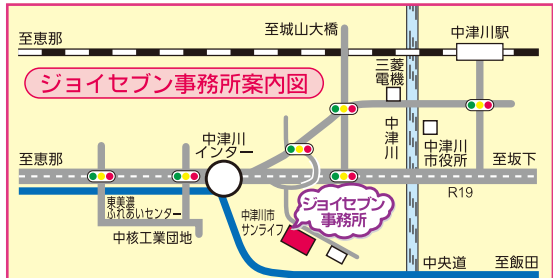 至恵那
至城山大橋
中津川駅
ジョイセブン事務所案内図
三菱
電機
中津川
中津川
インター
中津川
市役所
至恵那
至坂下
R19
東美濃
ふれあいセンター
中核工業団地
中津川市
サンライフ
ジョイセブン
事務所
中央道
至飯田